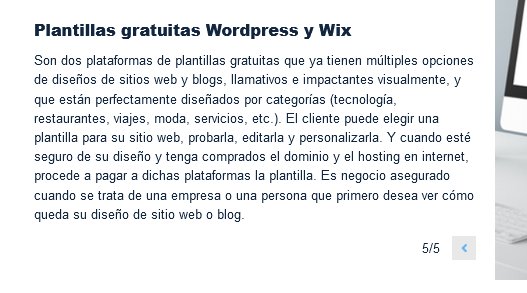 Plantillas gratuitas Wordpress y Wix
Son dos plataformas de plantillas gratuitas que ya tienen múltiples opciones
de diseños de sitios web y blogs, llamativos e impactantes visualmente, y
que están perfectamente diseñados por categorías (tecnología,
restaurantes, viajes, moda, servicios, etc.). El cliente puede elegir una
plantilla para su sitio web, probarla, editarla y personalizarla. Y cuando esté
seguro de su diseño y tenga comprados el dominio y el hosting en internet,
procede a pagar a dichas plataformas la plantilla. Es negocio asegurado
cuando se trata de una empresa o una persona que primero desea ver cómo
queda su diseño de sitio web o blog.
5/5